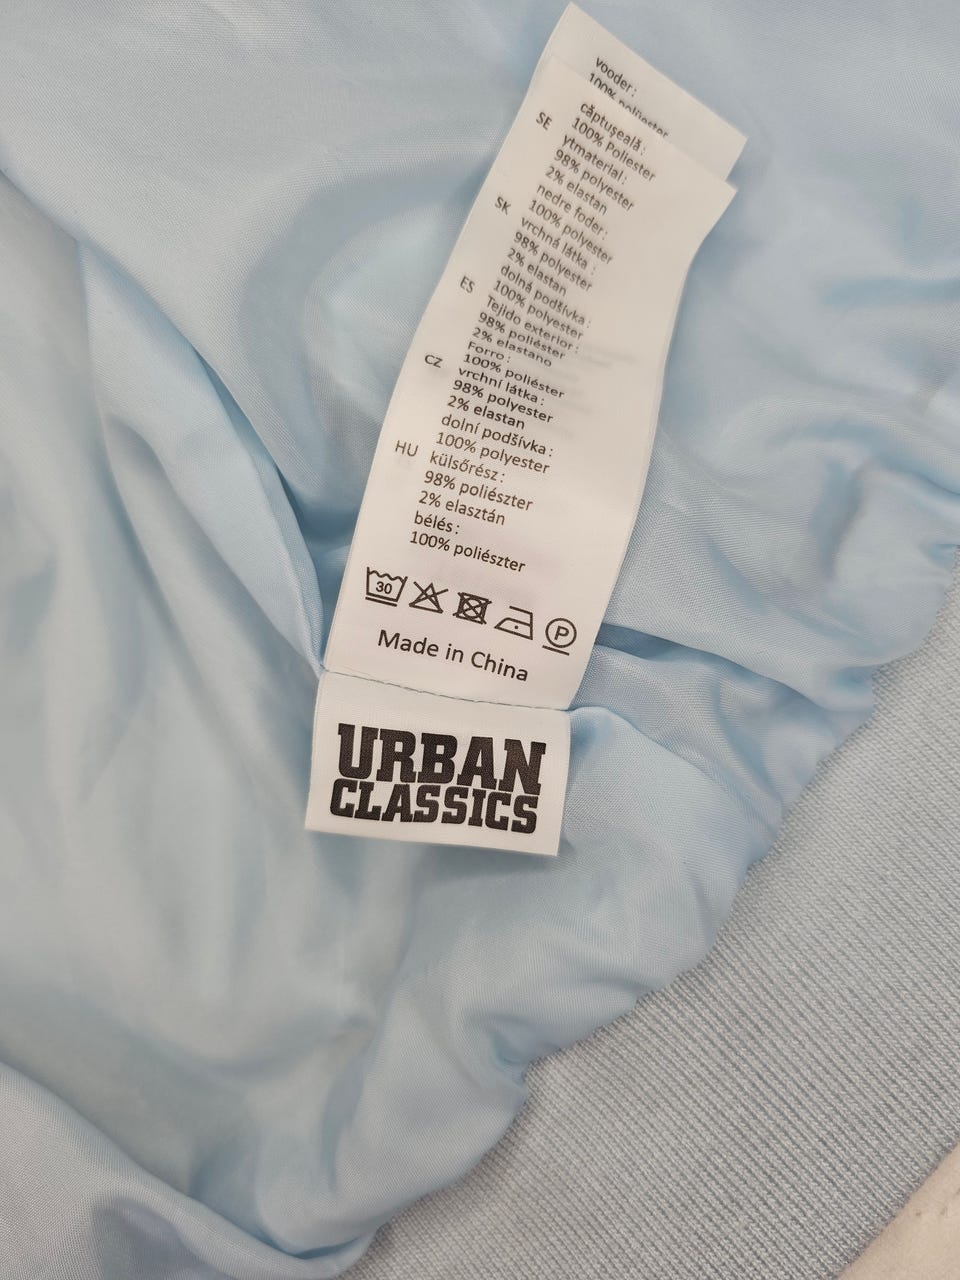 vooder:
100% polüester
căptuşeală:
100% Poliester
SE ytmaterial:
98% polyester
2% elastan
nedre foder:
100% polyester
SK vrchná látka :
98% polyester
2% elastan
dolná podšívka:
100% polyester
ES Tejido exterior:
98% poliéster
2% elastano
Forro:
100% poliéster
CZ vrchní látka:
98% polyester
2% elastan
dolní podšívka:
100% polyester
HU külsőrész:
98% poliészter
2% elasztán
bélés:
100% poliészter
30
P
Made in China
URBAN
CLASSICS